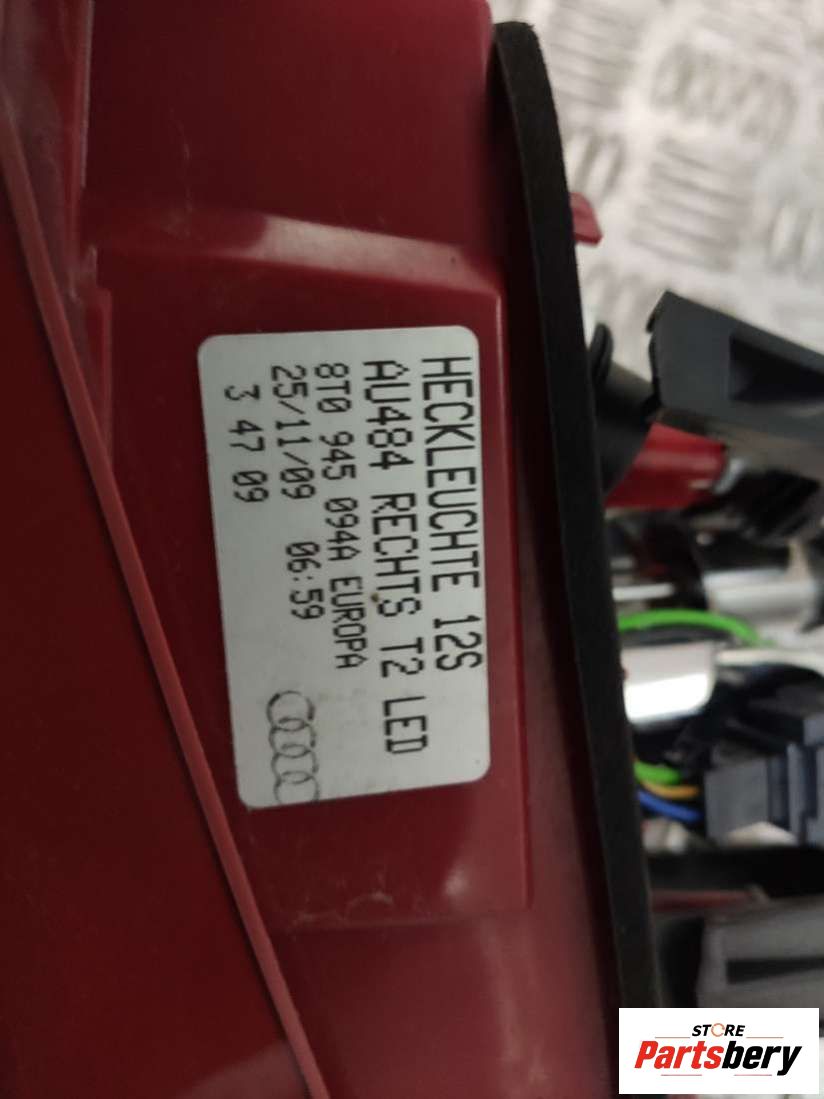 HECKLEUCHTE 12S
AU484 RECHTS T2 LED
8T0 945 094A EUROPA
25/11/09 06:59
3 47 09
STORE
Partsbery